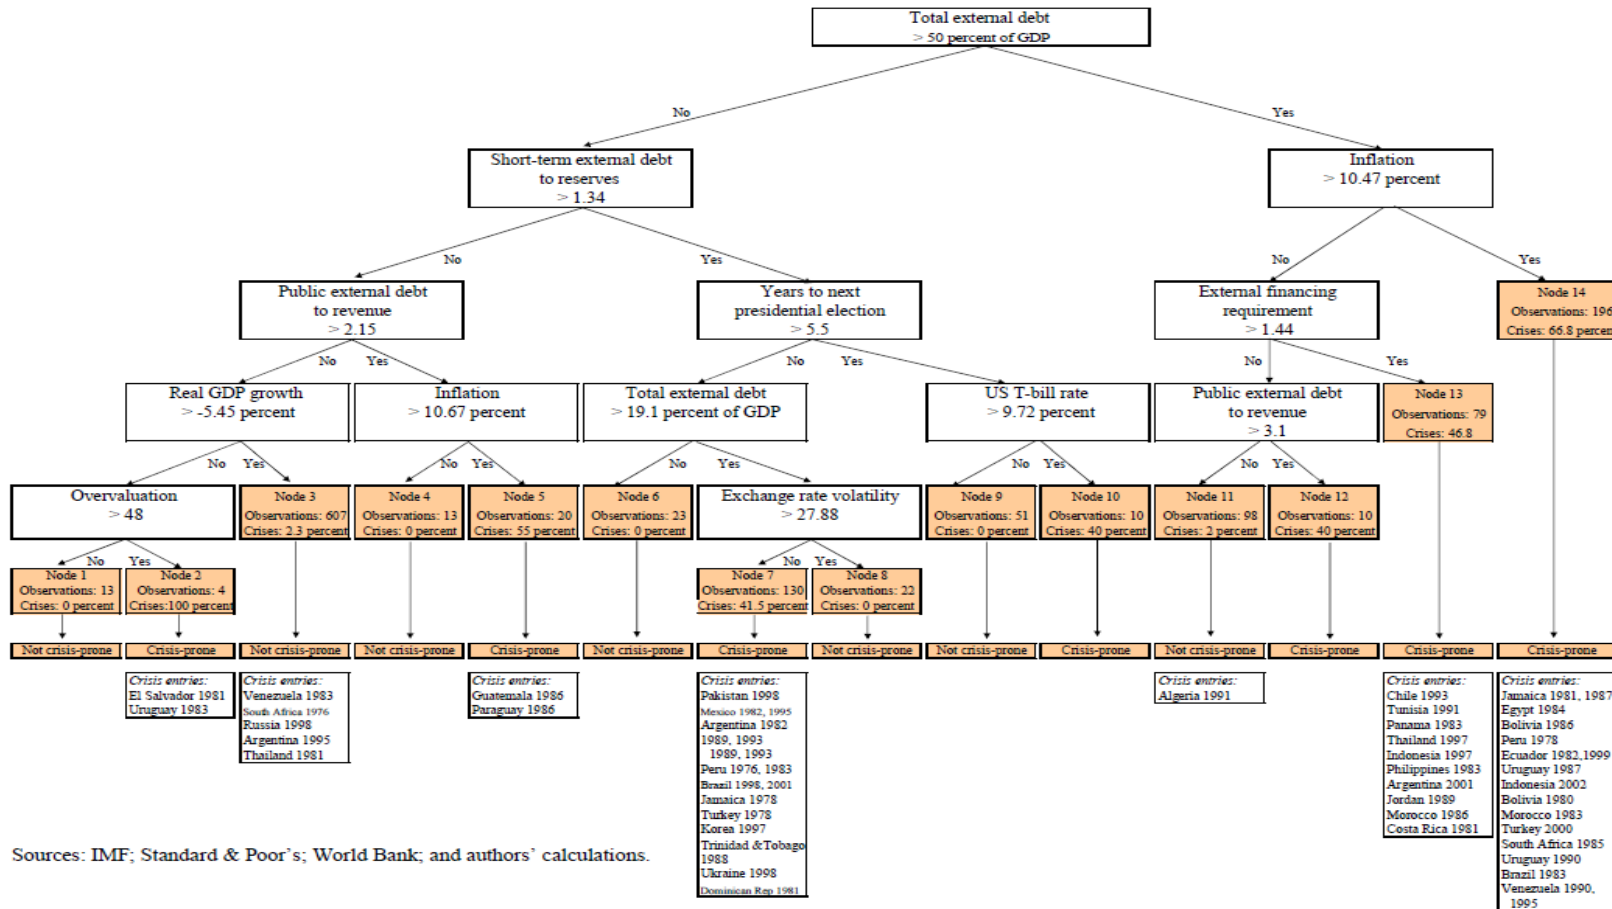 Total external debt
> 50 percent of GDP
No
Yes
Short-term external debt
to reserves
> 1.34
Inflation
> 10.47 percent
No
Yes
No
Yes
Public external debt
to revenue
> 2.15
Years to next
presidential election
> 5.5
External financing
requirement
> 1.44
Node 14
Observations: 196
Crises: 66.8 percent
No
Yes
No
Yes
No
Yes
Real GDP growth
> -5.45 percent
Inflation
> 10.67 percent
Total external debt
> 19.1 percent of GDP
US T-bill rate
> 9.72 percent
Public external debt
to revenue
> 3.1
Node 13
Observations: 79
Crises: 46.8
No
Yes
No
Yes
No
Yes
No
Yes
No
Yes
Overvaluation
> 48
Node 3
Observations: 607
Crises: 2.3 percent
Node 4
Observations: 13
Crises: 0 percent
Node 5
Observations: 20
Crises: 55 percent
Node 6
Observations: 23
Crises: 0 percent
Exchange rate volatility
> 27.88
Node 9
Observations: 51
Crises: 0 percent
Node 10
Observations: 10
Crises: 40 percent
Node 11
Observations: 98
Crises: 2 percent
Node 12
Observations: 10
Crises: 40 percent
No
Yes
No
Yes
Node 1
Observations: 13
Crises: 0 percent
Node 2
Observations: 4
Crises:100 percent
Node 7
Observations: 130
Crises: 41.5 percent
Node 8
Observations: 22
Crises: 0 percent
Not crisis-prone
Crisis-prone
Not crisis-prone
Not crisis-prone
Crisis-prone
Not crisis-prone
Crisis-prone
Not crisis-prone
Not crisis-prone
Crisis-prone
Not crisis-prone
Crisis-prone
Crisis-prone
Crisis-prone
Crisis entries:
El Salvador 1981
Uruguay 1983
Crisis entries:
Venezuela 1983
South Africa 1976
Russia 1998
Argentina 1995
Thailand 1981
Crisis entries:
Guatemala 1986
Paraguay 1986
Crisis entries:
Pakistan 1998
Mexico 1982, 1995
Argentina 1982
1989, 1993
1989, 1993
Peru 1976, 1983
Brazil 1998, 2001
Jamaica 1978
Turkey 1978
Korea 1997
Trinidad &Tobago
1988
Ukraine 1998
Dominican Rep 1981
Crisis entries:
Algeria 1991
Crisis entries:
Chile 1993
Tunisia 1991
Panama 1983
Thailand 1997
Indonesia 1997
Philippines 1983
Argentina 2001
Jordan 1989
Morocco 1986
Costa Rica 1981
Crisis entries:
Jamaica 1981, 1987
Egypt 1984
Bolivia 1986
Peru 1978
Ecuador 1982,1999
Uruguay 1987
Indonesia 2002
Bolivia 1980
Morocco 1983
Turkey 2000
South Africa 1985
Uruguay 1990
Brazil 1983
Venezuela 1990,
1995
Sources: IMF; Standard & Poor's; World Bank; and authors' calculations.